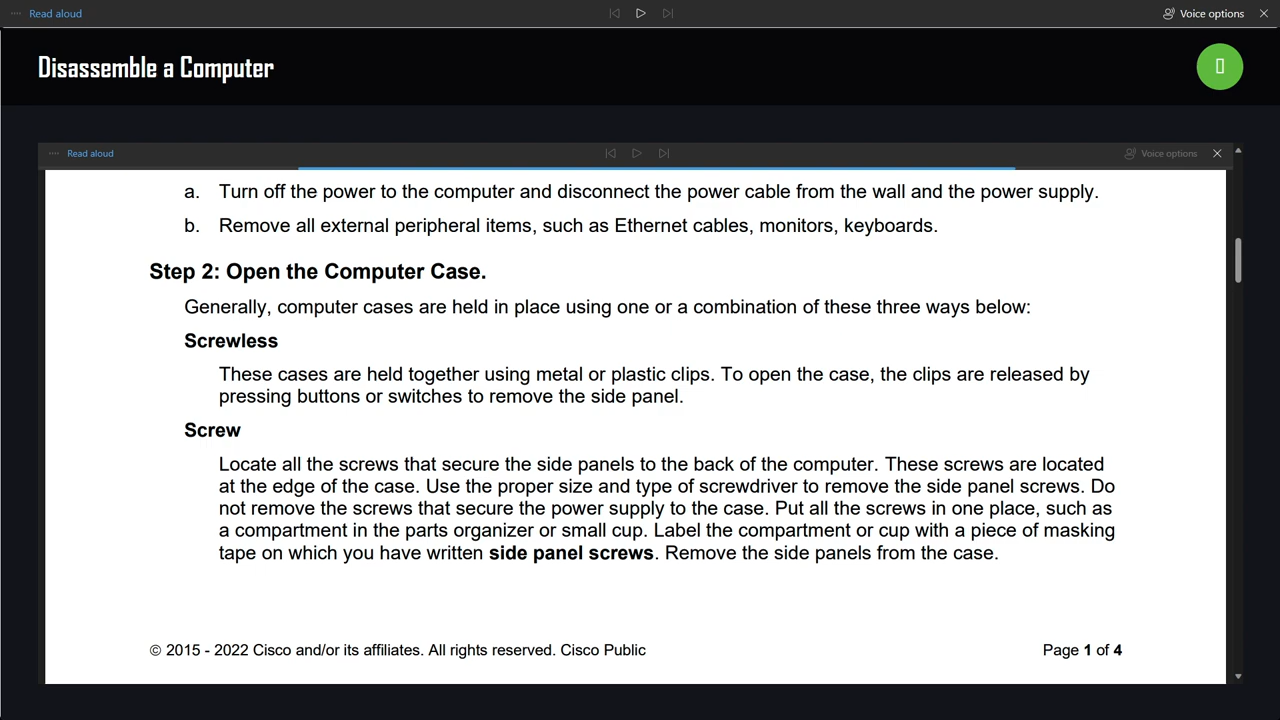 Read aloud
Voice options
Disassemble a Computer
Read aloud
Voice options
a. Turn off the power to the computer and disconnect the power cable from the wall and the power supply.
b. Remove all external peripheral items, such as Ethernet cables, monitors, keyboards.
Step 2: Open the Computer Case.
Generally, computer cases are held in place using one or a combination of these three ways below:
Screwless
These cases are held together using metal or plastic clips. To open the case, the clips are released by
pressing buttons or switches to remove the side panel.
Screw
Locate all the screws that secure the side panels to the back of the computer. These screws are located
at the edge of the case. Use the proper size and type of screwdriver to remove the side panel screws. Do
not remove the screws that secure the power supply to the case. Put all the screws in one place, such as
a compartment in the parts organizer or small cup. Label the compartment or cup with a piece of masking
tape on which you have written side panel screws. Remove the side panels from the case.
© 2015 - 2022 Cisco and/or its affiliates. All rights reserved. Cisco Public
Page 1 of 4